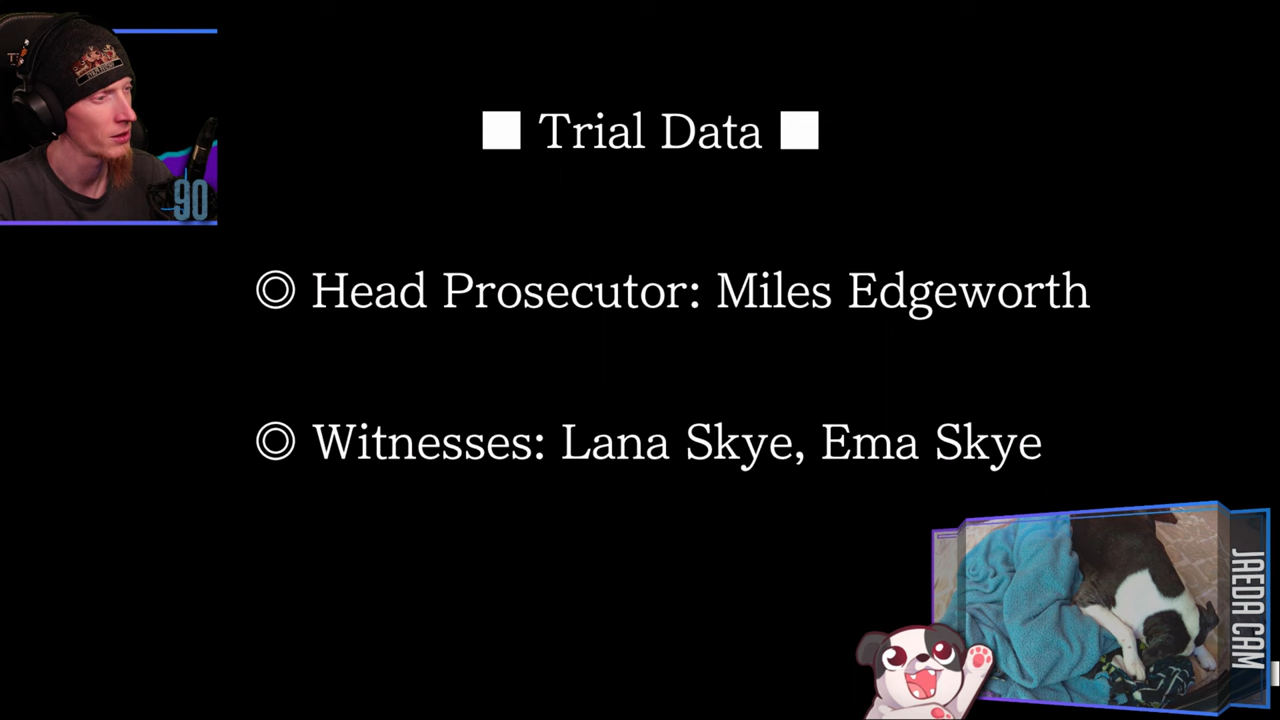 ■ Trial Data ■
◎ Head Prosecutor: Miles Edgeworth
◎ Witnesses: Lana Skye, Ema Skye
90
JAEDA CAM